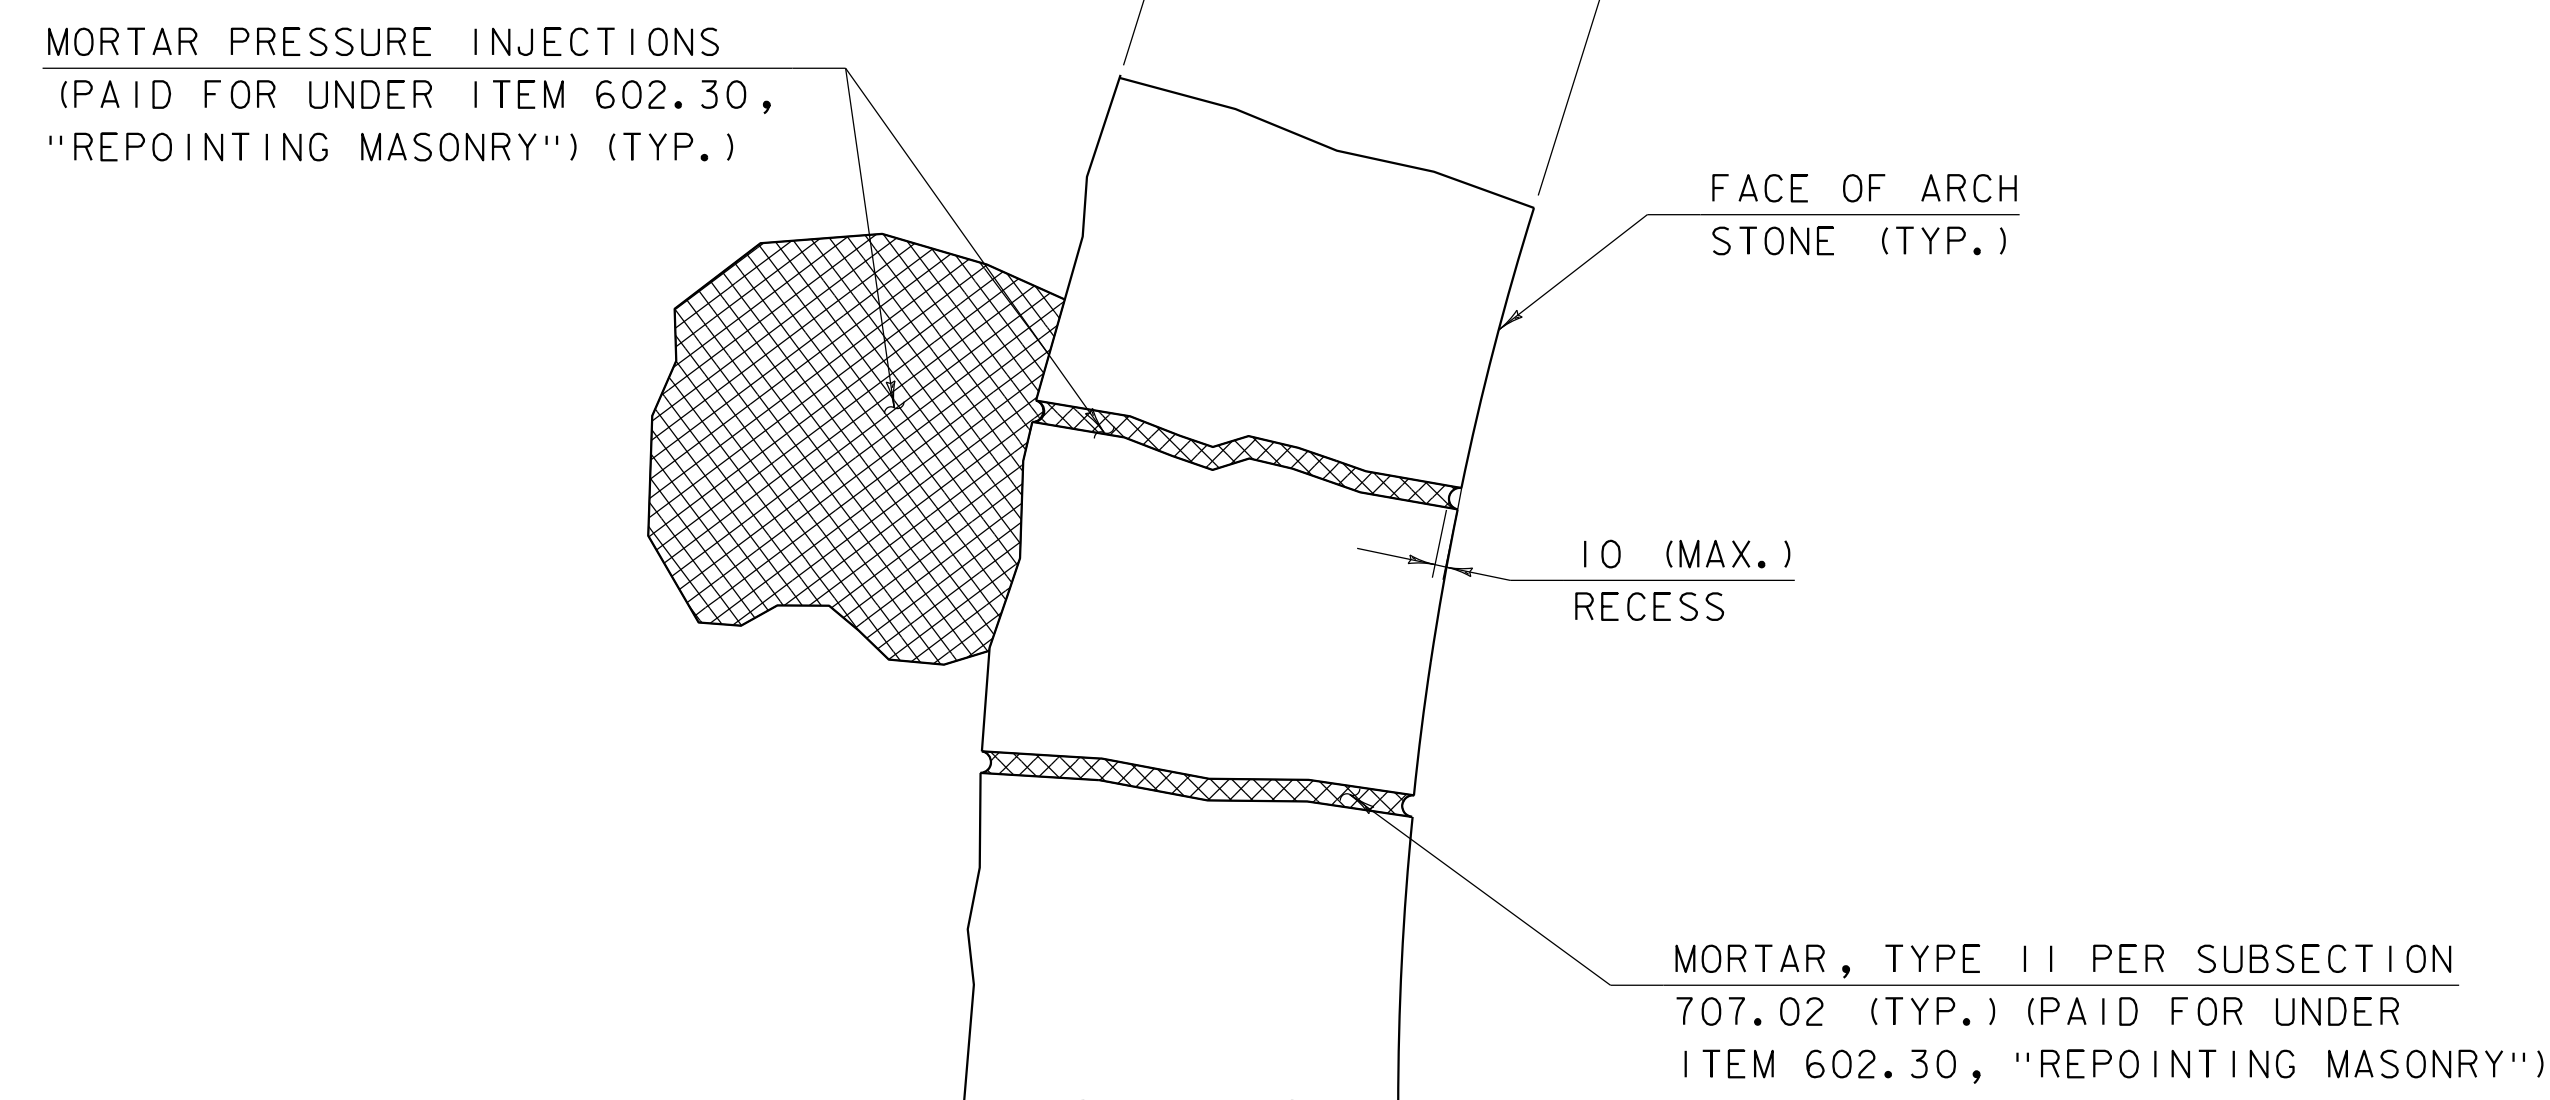 MORTAR PRESSURE INJECTIONS
(PAID FOR UNDER ITEM 602.30,
"REPOINTING MASONRY") (TYP.)
FACE OF ARCH
STONE (TYP.)
10 (MAX.)
RECESS
MORTAR, TYPE II PER SUBSECTION
707.02 (TYP.) (PAID FOR UNDER
ITEM 602.30, "REPOINTING MASONRY")